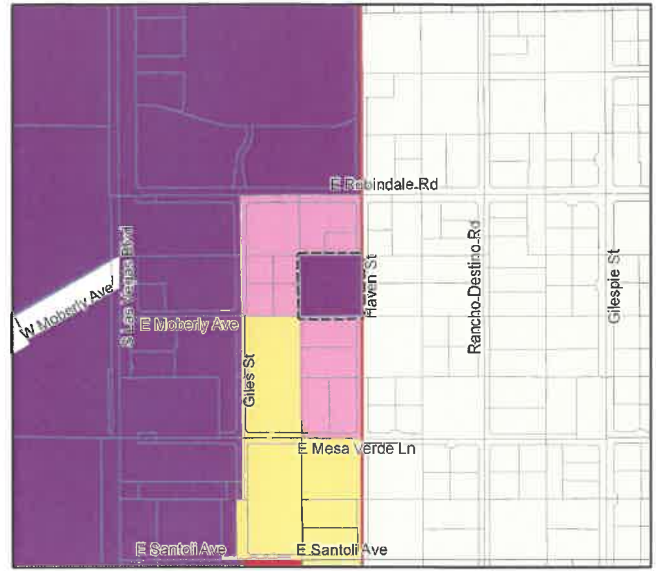 E Robindale Rd
S Las Vegas Blvd
Haven St
Rancho Destino Rd
Gilespie St
W Moberly Ave
E Moberly Ave
Giles St
E Mesa Verde Ln
E Santoli Ave
E Santoli Ave